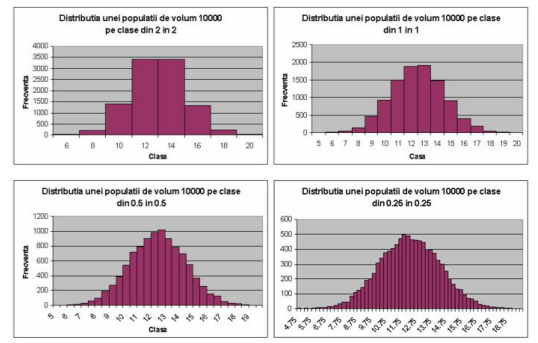 Distributia unei populatii de volum 10000
pe clase din 2 in 2
Frecventa
4000
3500
3000
2500
2000
1500
1000
500
0
6 8 10 12 14 16 18 20
Clasa
Distributia unei populatii de volum 10000 pe clase
din 1 in 1
Frecventa
2500
2000
1500
1000
500
0
5 6 7 8 9 10 11 12 13 14 15 16 17 18 19 20
Clasa
Distributia unei populatii de volum 10000 pe clase
din 0.5 in 0.5
Frecventa
1200
1000
800
600
400
200
0
5 6 7 8 9 10 11 12 13 14 15 16 17 18 19
Clasa
Distributia unei populatii de volum 10000 pe clase
din 0.25 in 0.25
600
500
400
300
200
100
0
4.75 5.75 6.75 7.75 8.75 9.75 10.75 11.75 12.75 13.75 14.75 15.75 16.75 17.75 18.75